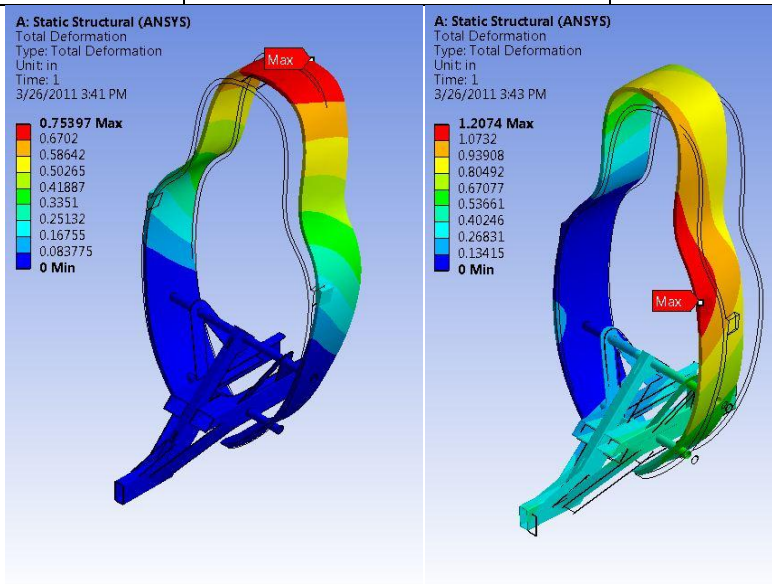 A: Static Structural (ANSYS)
Total Deformation
Type: Total Deformation
Unit: in
Time: 1
3/26/2011 3:41 PM
0.75397 Max
0.6702
0.58642
0.50265
0.41887
0.3351
0.25132
0.16755
0.083775
0 Min
Max
A: Static Structural (ANSYS)
Total Deformation
Type: Total Deformation
Unit: in
Time: 1
3/26/2011 3:43 PM
1.2074 Max
1.0732
0.93908
0.80492
0.67077
0.53661
0.40246
0.26831
0.13415
0 Min
Max